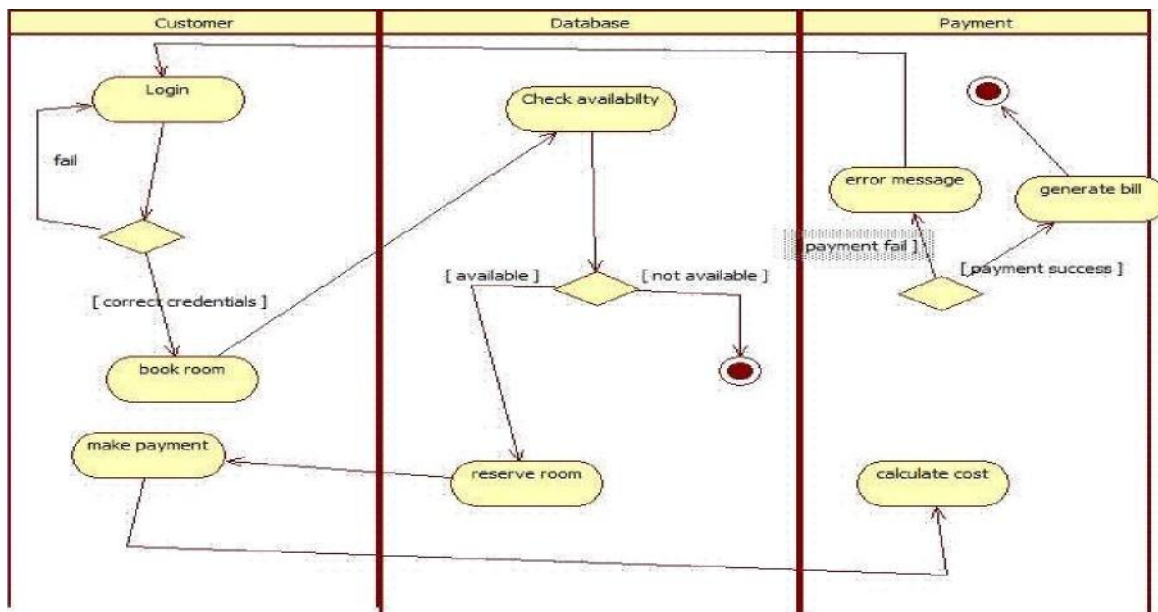 Customer
Database
Payment
Login
Check availabilty
fail
error message
generate bill
[ payment fail ]
[ payment success ]
[ available ]
[ not available ]
[ correct credentials ]
book room
make payment
reserve room
calculate cost